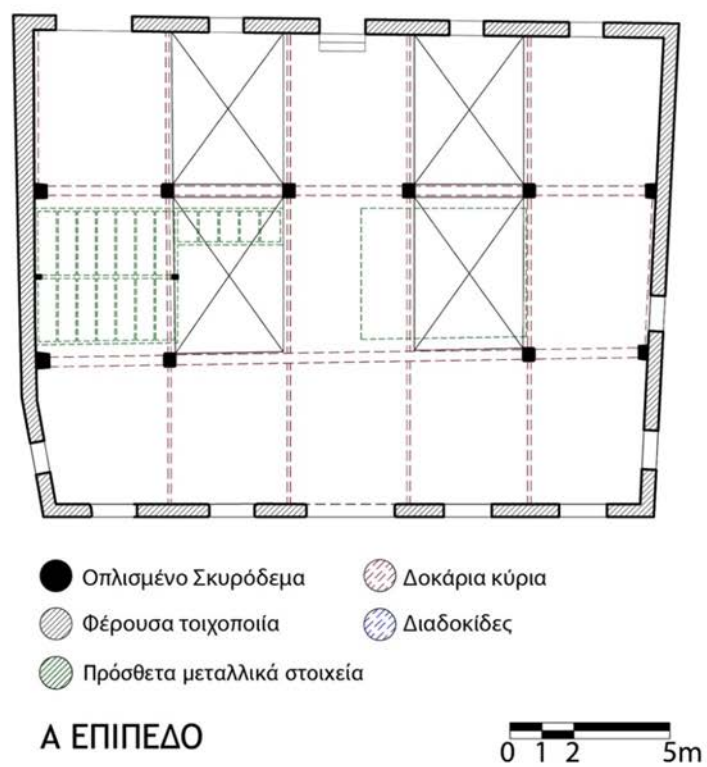 Οπλισμένο Σκυρόδεμα
Δοκάρια κύρια
Φέρουσα τοιχοποιία
Διαδοκίδες
Πρόσθετα μεταλλικά στοιχεία
Α ΕΠΙΠΕΔΟ
0 1 2 5m